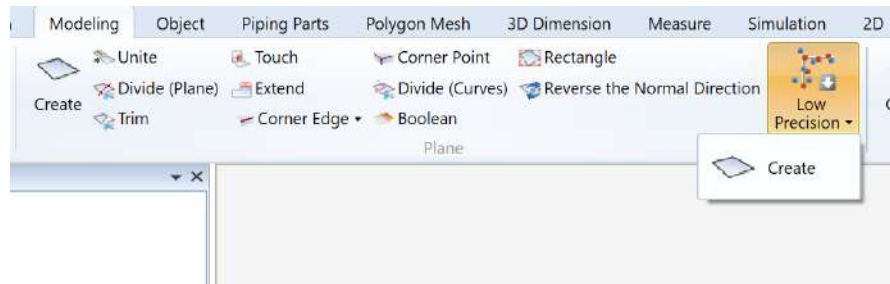 Modeling Object Piping Parts Polygon Mesh 3D Dimension Measure Simulation 2D
Unite Touch Corner Point Rectangle
Create Divide (Plane) Extend Divide (Curves) Reverse the Normal Direction Low Precision
Trim Corner Edge Boolean
Plane
Create